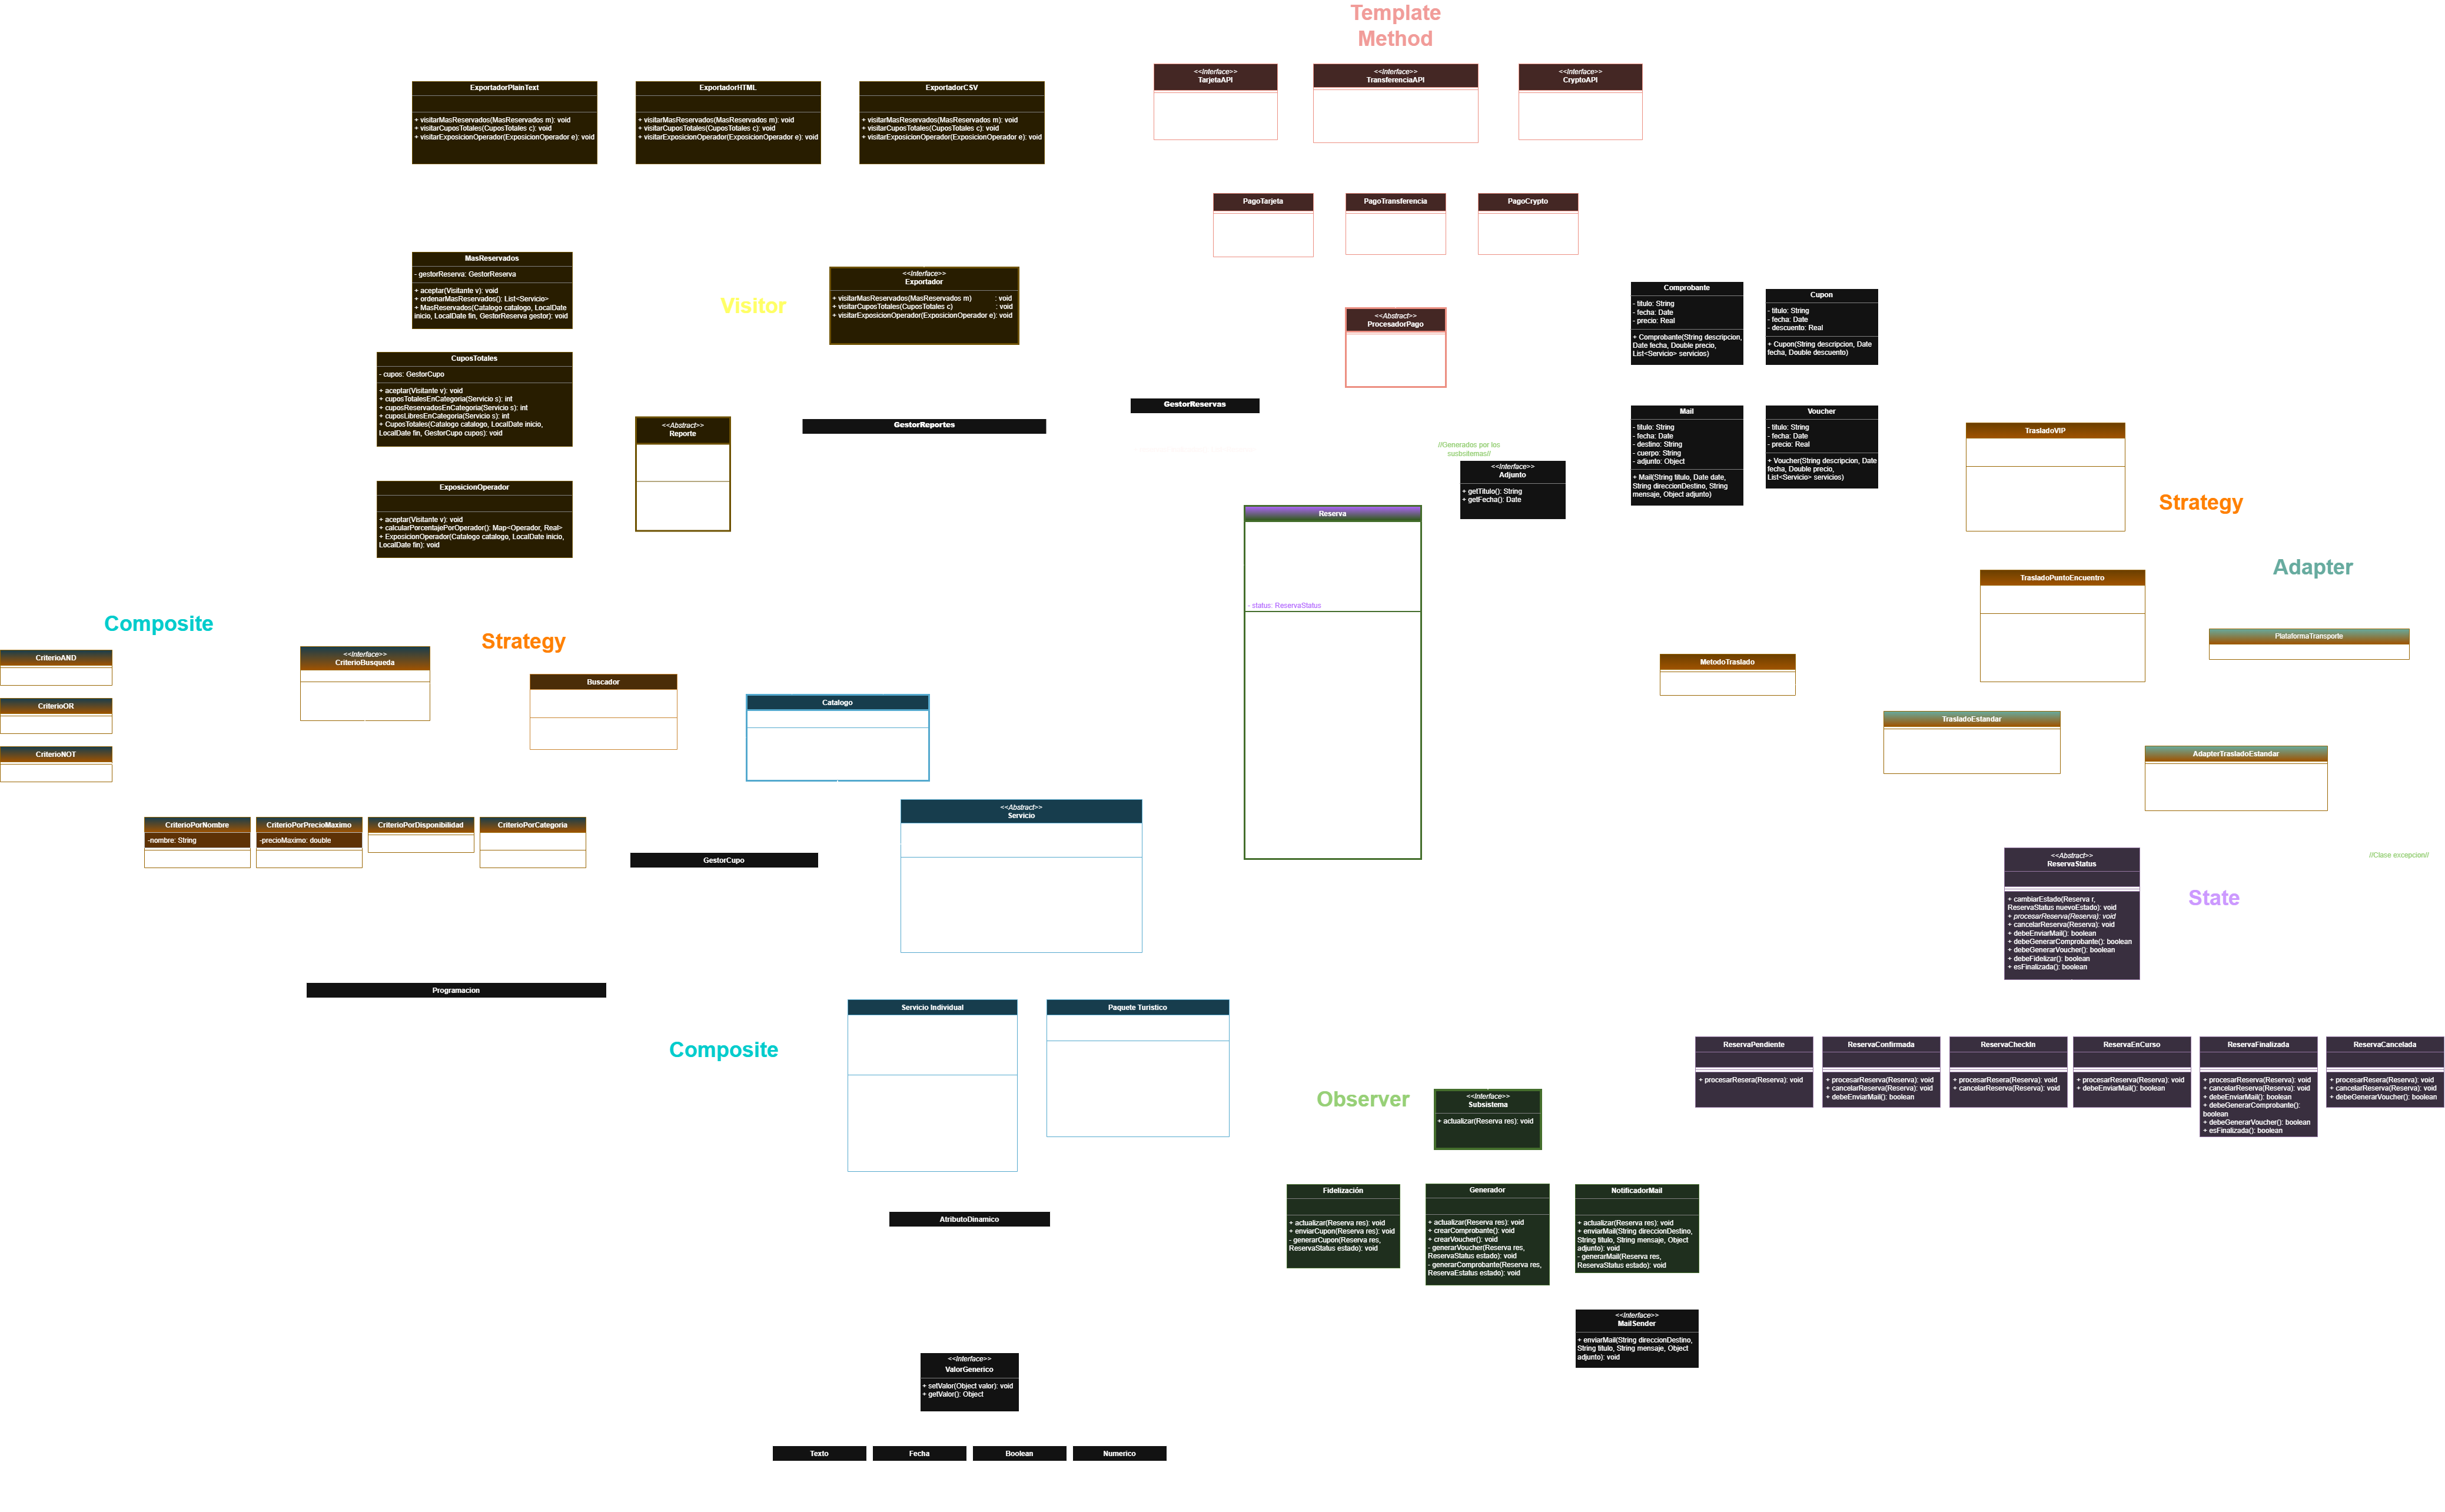 Template
Method
<<Interface>>
TarjetaAPI
<<Interface>>
TransferenciaAPI
<<Interface>>
CryptoAPI
ExportadorPlainText
+ visitarMasReservados(MasReservados m): void
+ visitarCuposTotales(CuposTotales c): void
+ visitarExposicionOperador(ExposicionOperador e): void
ExportadorHTML
+ visitarMasReservados(MasReservados m): void
+ visitarCuposTotales(CuposTotales c): void
+ visitarExposicionOperador(ExposicionOperador e): void
ExportadorCSV
+ visitarMasReservados(MasReservados m): void
+ visitarCuposTotales(CuposTotales c): void
+ visitarExposicionOperador(ExposicionOperador e): void
PagoTarjeta
PagoTransferencia
PagoCrypto
MasReservados
- gestorReserva: GestorReserva
+ aceptar(Visitante v): void
+ ordenarMasReservados(): List<Servicio>
+ MasReservados(Catalogo catalogo, LocalDate
inicio, LocalDate fin, GestorReserva gestor): void
Visitor
<<Interface>>
Exportador
+ visitarMasReservados(MasReservados m) : void
+ visitarCuposTotales(CuposTotales c) : void
+ visitarExposicionOperador(ExposicionOperador e): void
<<Abstract>>
ProcesadorPago
Comprobante
- titulo: String
- fecha: Date
- precio: Real
+ Comprobante(String descripcion,
Date fecha, Double precio,
List<Servicio> servicios)
Cupon
- titulo: String
- fecha: Date
- descuento: Real
+ Cupon(String descripcion, Date
fecha, Double descuento)
CuposTotales
- cupos: GestorCupo
+ aceptar(Visitante v): void
+ cuposTotalesEnCategoria(Servicio s): int
+ cuposReservadosEnCategoria(Servicio s): int
+ cuposLibresEnCategoria(Servicio s): int
+ CuposTotales(Catalogo catalogo, LocalDate inicio,
LocalDate fin, GestorCupo cupos): void
<<Abstract>>
Reporte
GestorReportes
GestorReservas
//Generados por los
susbsitemas//
<<Interface>>
Adjunto
+ getTitulo(): String
+ getFecha(): Date
Mail
- titulo: String
- fecha: Date
- destino: String
- cuerpo: String
- adjunto: Object
+ Mail(String titulo, Date date,
String direccionDestino, String
mensaje, Object adjunto)
Voucher
- titulo: String
- fecha: Date
- precio: Real
+ Voucher(String descripcion, Date
fecha, Double precio,
List<Servicio> servicios)
TrasladoVIP
Strategy
ExposicionOperador
+ aceptar(Visitante v): void
+ calcularPorcentajePorOperador(): Map<Operador, Real>
+ ExposicionOperador(Catalogo catalogo, LocalDate inicio,
LocalDate fin): void
Reserva
- status: ReservaStatus
TrasladoPuntoEncuentro
Adapter
PlataformaTransporte
Composite
CriterioAND
CriterioOR
CriterioNOT
<<Interface>>
CriterioBusqueda
Strategy
Buscador
Catalogo
MetodoTraslado
TrasladoEstandar
AdapterTrasladoEstandar
CriterioPorNombre
-nombre: String
CriterioPorPrecioMaximo
-precioMaximo: double
CriterioPorDisponibilidad
CriterioPorCategoria
GestorCupo
<<Abstract>>
Servicio
<<Abstract>>
ReservaStatus
+ cambiarEstado(Reserva r,
ReservaStatus nuevoEstado): void
+ procesarReserva(Reserva): void
+ cancelarReserva(Reserva): void
+ debeEnviarMail(): boolean
+ debeGenerarComprobante(): boolean
+ debeGenerarVoucher(): boolean
+ debeFidelizar(): boolean
+ esFinalizada(): boolean
//Clase excepcion//
State
Programacion
Servicio Individual
Paquete Turistico
Composite
ReservaPendiente
+ procesarResera(Reserva): void
ReservaConfirmada
+ procesarReserva(Reserva): void
+ cancelarReserva(Reserva): void
+ debeEnviarMail(): boolean
ReservaCheckIn
+ procesarResera(Reserva): void
+ cancelarReserva(Reserva): void
ReservaEnCurso
+ procesarReserva(Reserva): void
+ debeEnviarMail(): boolean
ReservaFinalizada
+ procesarReserva(Reserva): void
+ cancelarReserva(Reserva): void
+ debeEnviarMail(): boolean
+ debeGenerarComprobante():
boolean
+ debeGenerarVoucher(): boolean
+ esFinalizada(): boolean
ReservaCancelada
+ procesarResera(Reserva): void
+ cancelarReserva(Reserva): void
+ debeGenerarVoucher(): boolean
Observer
<<Interface>>
Subsistema
+ actualizar(Reserva res): void
Fidelización
+ actualizar(Reserva res): void
+ enviarCupon(Reserva res): void
- generarCupon(Reserva res,
ReservaStatus estado): void
Generador
+ actualizar(Reserva res): void
+ crearComprobante(): void
+ crearVoucher(): void
- generarVoucher(Reserva res,
ReservaStatus estado): void
- generarComprobante(Reserva res,
ReservaEstatus estado): void
NotificadorMail
+ actualizar(Reserva res): void
+ enviarMail(String direccionDestino,
String titulo, String mensaje, Object
adjunto): void
- generarMail(Reserva res,
ReservaStatus estado): void
AtributoDinamico
<<Interface>>
MailSender
+ enviarMail(String direccionDestino,
String titulo, String mensaje, Object
adjunto): void
<<Interface>>
ValorGenerico
+ setValor(Object valor): void
+ getValor(): Object
Texto
Fecha
Boolean
Numerico